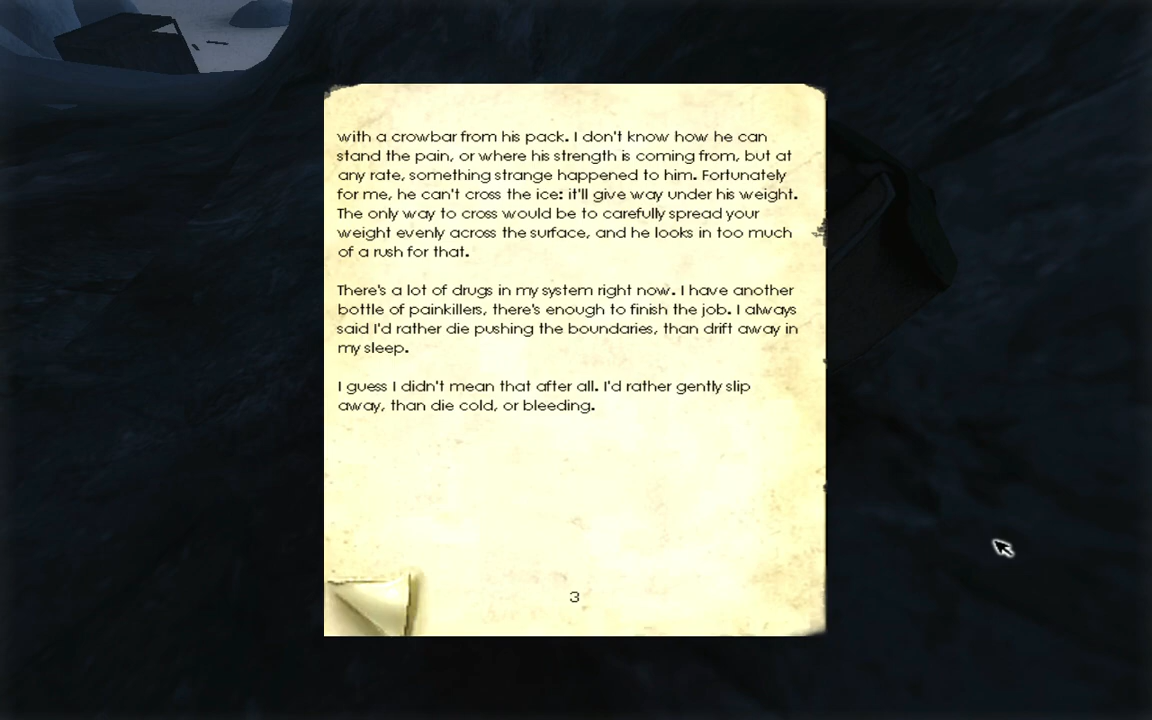 with a crowbar from his pack. I don't know how he can
stand the pain, or where his strength is coming from, but at
any rate, something strange happened to him. Fortunately
for me, he can't cross the ice: it'll give way under his weight.
The only way to cross would be to carefully spread your
weight evenly across the surface, and he looks in too much
of a rush for that.
There's a lot of drugs in my system right now. I have another
bottle of painkillers, there's enough to finish the job. I always
said I'd rather die pushing the boundaries, than drift away in
my sleep.
I guess I didn't mean that after all. I'd rather gently slip
away, than die cold, or bleeding.
3